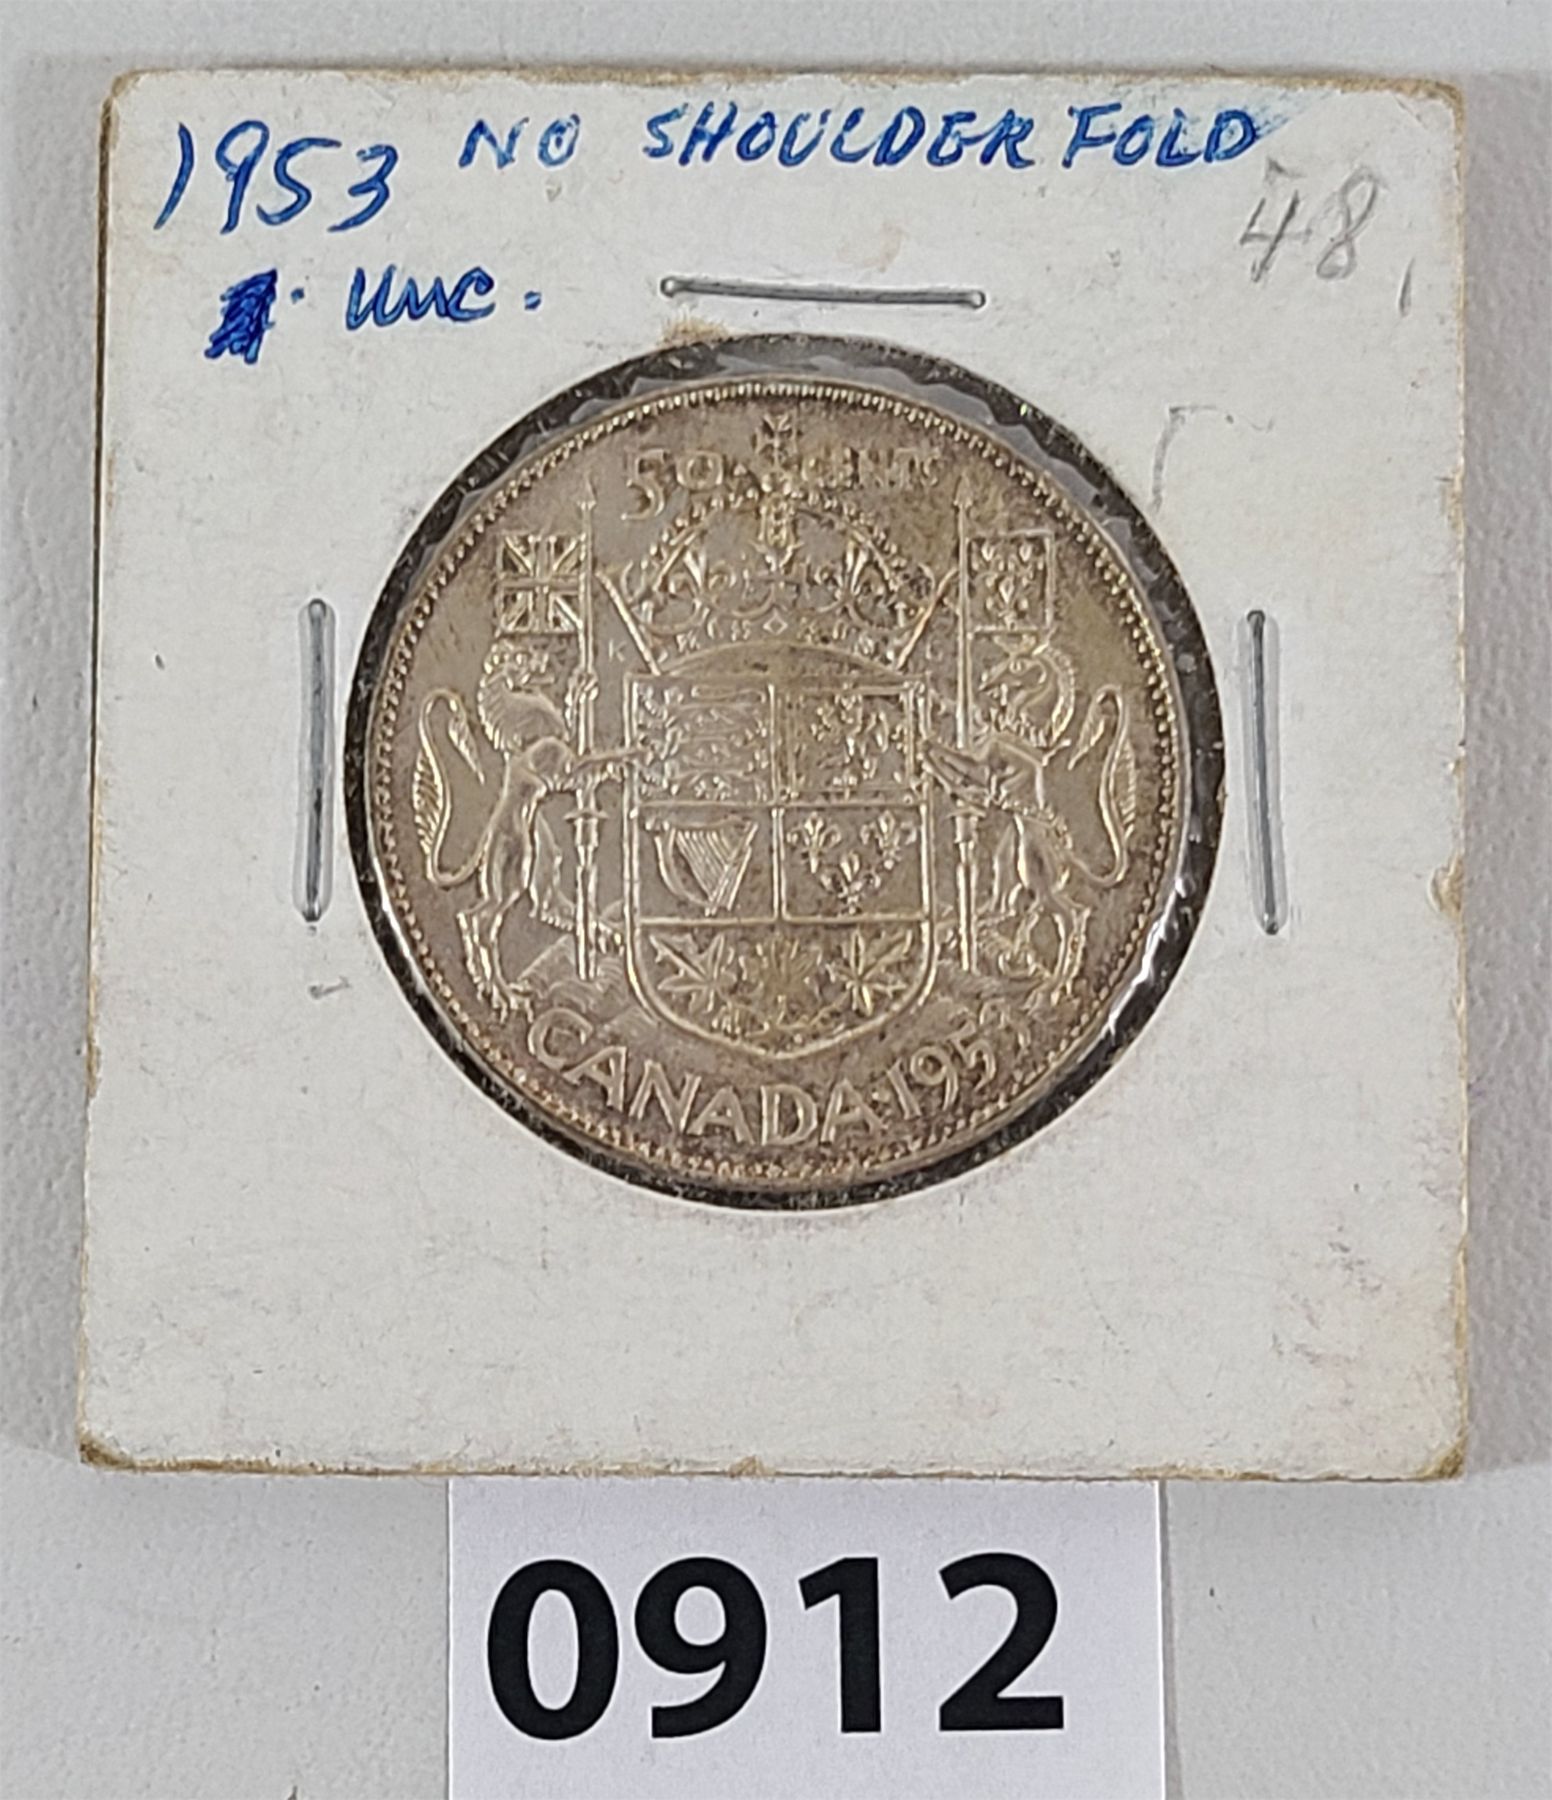 1953 NO SHOULDER FOLD
48
UNC.
50 CENTS
CANADA·1953
0912